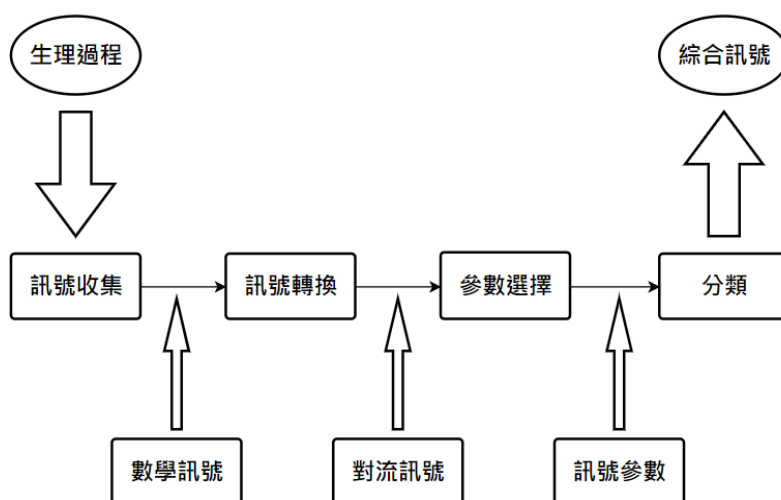 生理過程
綜合訊號
訊號收集
訊號轉換
參數選擇
分類
數學訊號
對流訊號
訊號參數